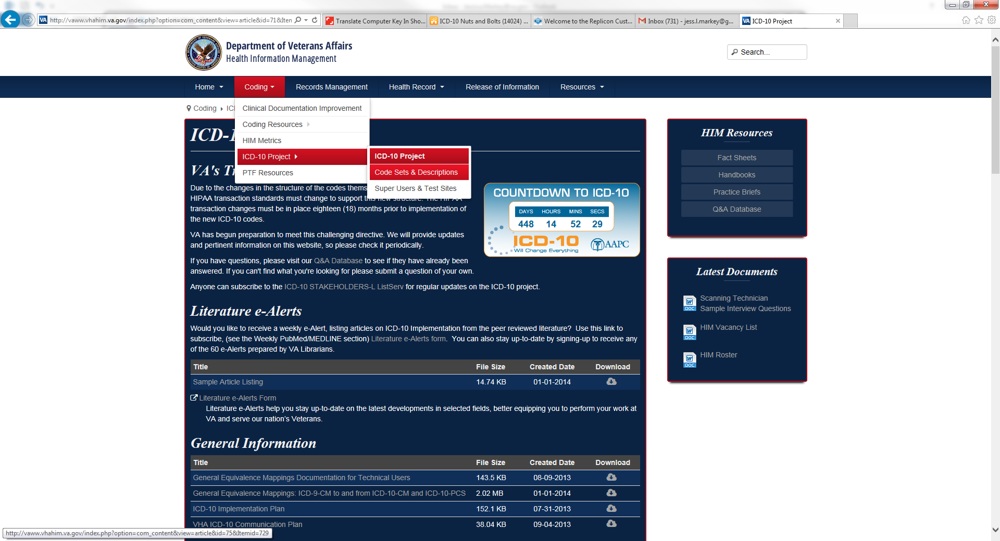 http://vaww.vhahim.va.gov/index.php?option=com_content&view=article&id=71&Iten
Translate Computer Key In Sho...
ICD-10 Nuts and Bolts (14024) ...
Welcome to the Replicon Cust...
Inbox (731) - jess.l.markey@g...
VA ICD-10 Project
Department of Veterans Affairs
Health Information Management
Search...
Home
Coding
Records Management
Health Record
Release of Information
Resources
Coding
ICI
Clinical Documentation Improvement
Coding Resources
HIM Metrics
ICD-10 Project
PTF Resources
ICD-10 Project
Code Sets & Descriptions
Super Users & Test Sites
ICD-1
VA's Tr
Due to the changes in the structure of the codes thems
HIPAA transaction standards must change to support this new structure. The HIPAA
transaction changes must be in place eighteen (18) months prior to implementation of
the new ICD-10 codes.
VA has begun preparation to meet this challenging directive. We will provide updates
and pertinent information on this website, so please check it periodically.
If you have questions, please visit our Q&A Database to see if they have already been
answered. If you can't find what you're looking for please submit a question of your own.
Anyone can subscribe to the ICD-10 STAKEHOLDERS-L ListServ for regular updates on the ICD-10 project.
COUNTDOWN TO ICD-10
DAYS HOURS MINS SECS
448 14 52 29
ICD-10
Will Change Everything
AAPC
Literature e-Alerts
Would you like to receive a weekly e-Alert, listing articles on ICD-10 Implementation from the peer reviewed literature?  Use this link to
subscribe, (see the Weekly PubMed/MEDLINE section) Literature e-Alerts form.  You can also stay up-to-date by signing-up to receive any
of the 60 e-Alerts prepared by VA Librarians.
Title File Size Created Date Download
Sample Article Listing 14.74 KB 01-01-2014
Literature e-Alerts Form
Literature e-Alerts help you stay up-to-date on the latest developments in selected fields, better equipping you to perform your work at
VA and serve our nation's Veterans.
General Information
Title File Size Created Date Download
General Equivalence Mappings Documentation for Technical Users 143.5 KB 08-09-2013
General Equivalence Mappings: ICD-9-CM to and from ICD-10-CM and ICD-10-PCS 2.02 MB 01-01-2014
ICD-10 Implementation Plan 152.1 KB 07-31-2013
VHA ICD-10 Communication Plan 38.04 KB 09-04-2013
HIM Resources
Fact Sheets
Handbooks
Practice Briefs
Q&A Database
Latest Documents
DOC
Scanning Technician
Sample Interview Questions
DOC
HIM Vacancy List
DOC
HIM Roster
http://vaww.vhahim.va.gov/index.php?option=com_content&view=article&id=75&Itemid=729